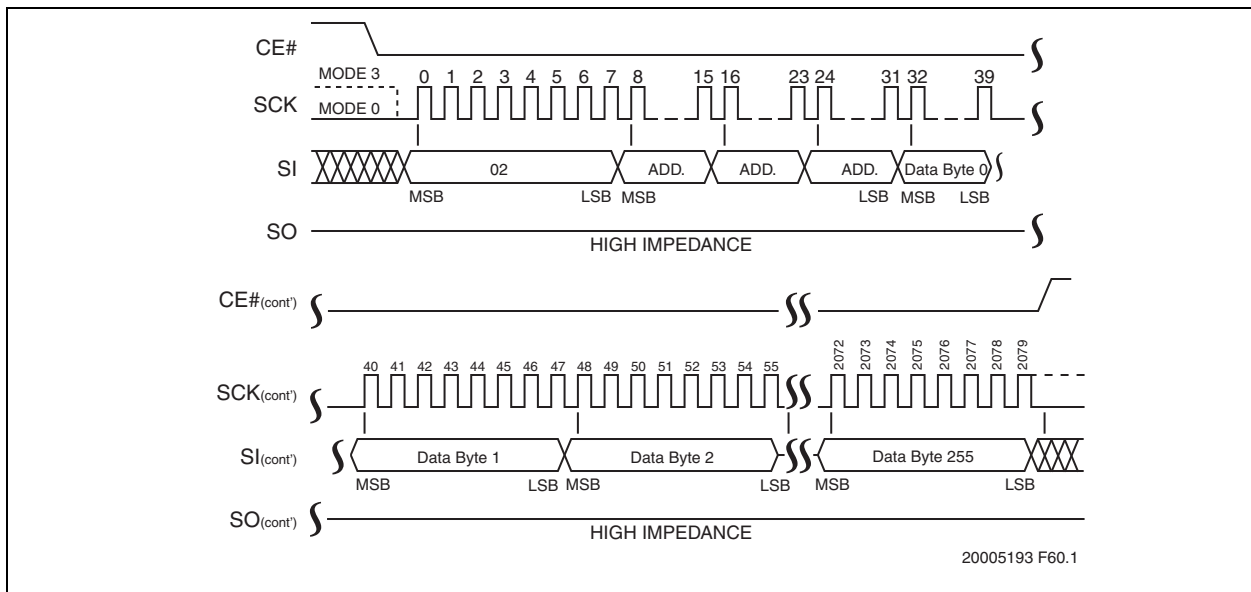 CE#
MODE 3
0 1 2 3 4 5 6 7 8 15 16 23 24 31 32 39
SCK
MODE 0
SI
02 ADD. ADD. ADD. Data Byte 0
MSB LSB MSB LSB MSB LSB
SO
HIGH IMPEDANCE
CE#(cont')
40 41 42 43 44 45 46 47 48 49 50 51 52 53 54 55 2072 2073 2074 2075 2076 2077 2078 2079
SCK(cont')
SI(cont')
Data Byte 1 Data Byte 2 Data Byte 255
MSB LSB MSB LSB MSB LSB
SO(cont')
HIGH IMPEDANCE
20005193 F60.1